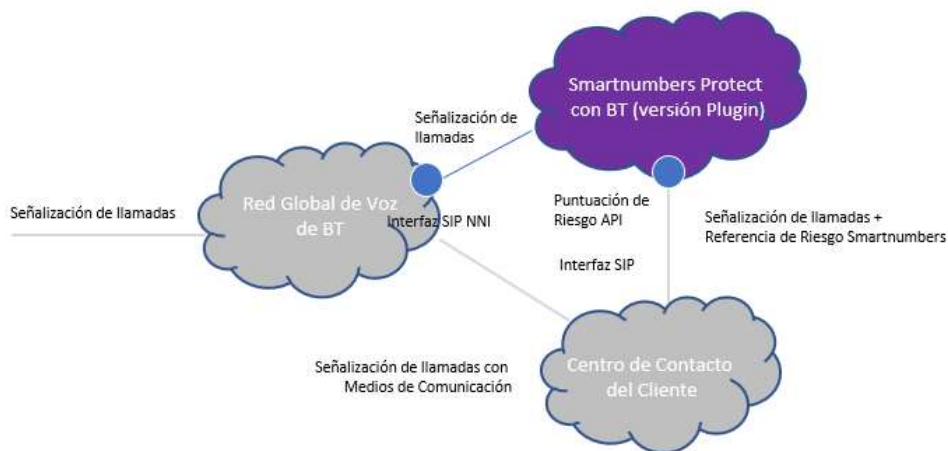 Smartnumbers Protect
con BT (versión Plugin)
Señalización de
llamadas
Señalización de llamadas
Red Global de Voz
de BT
Interfaz SIP NNI
Puntuación de
Riesgo API
Señalización de llamadas +
Referencia de Riesgo Smartnumbers
Interfaz SIP
Señalización de llamadas con
Medios de Comunicación
Centro de Contacto
del Cliente